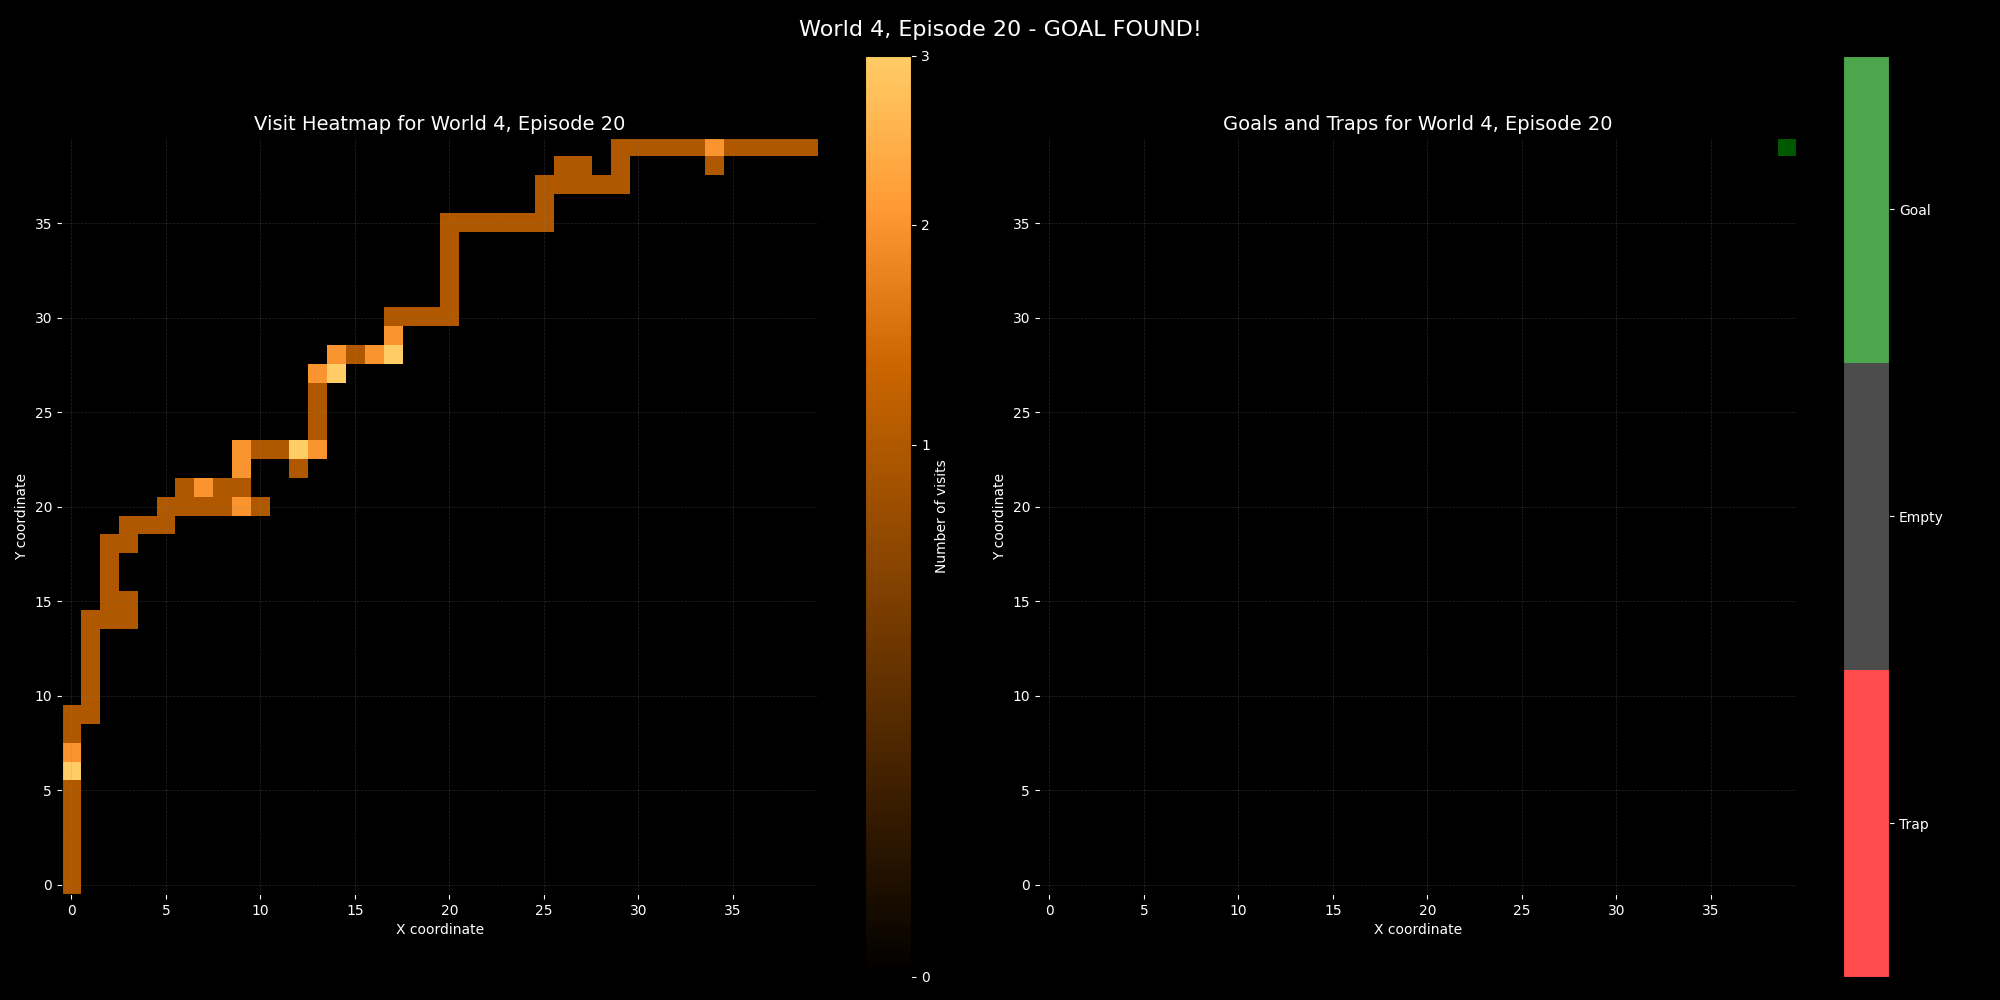 World 4, Episode 20 - GOAL FOUND!
Visit Heatmap for World 4, Episode 20
35
30
25
20
15
10
5
0
Y coordinate
0 5 10 15 20 25 30 35
X coordinate
3
2
1
0
Number of visits
Goals and Traps for World 4, Episode 20
35
30
25
20
15
10
5
0
Y coordinate
0 5 10 15 20 25 30 35
X coordinate
Goal
Empty
Trap